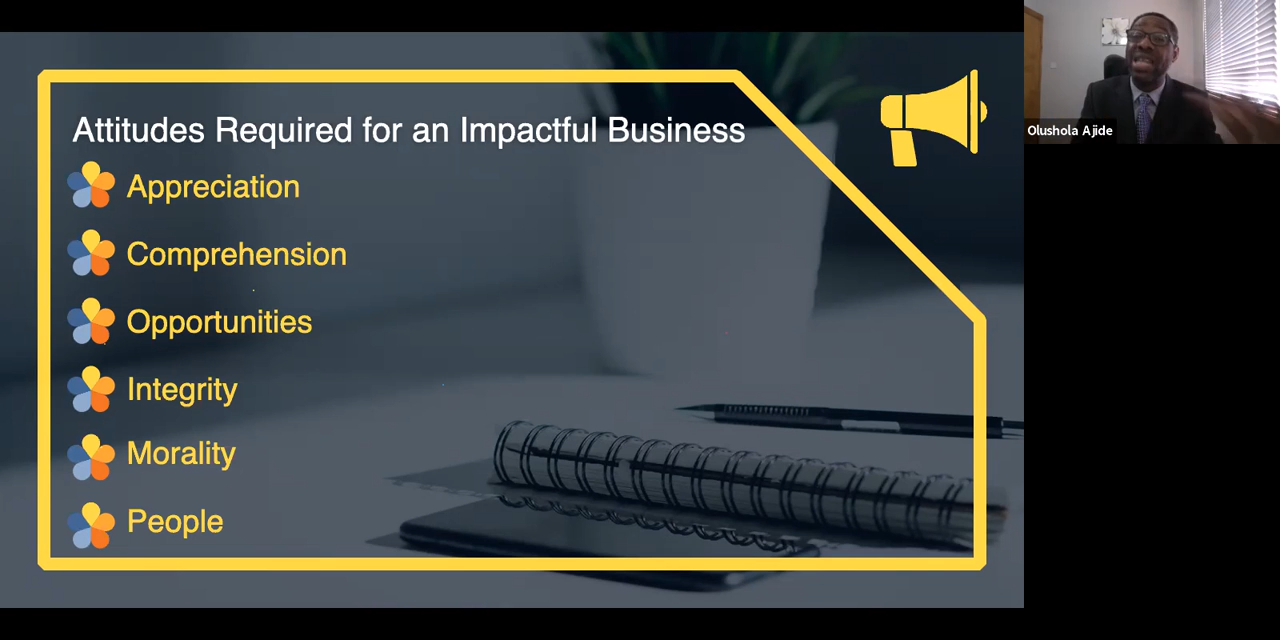 Attitudes Required for an Impactful Business
Appreciation
Comprehension
Opportunities
Integrity
Morality
People
Olushola Ajide